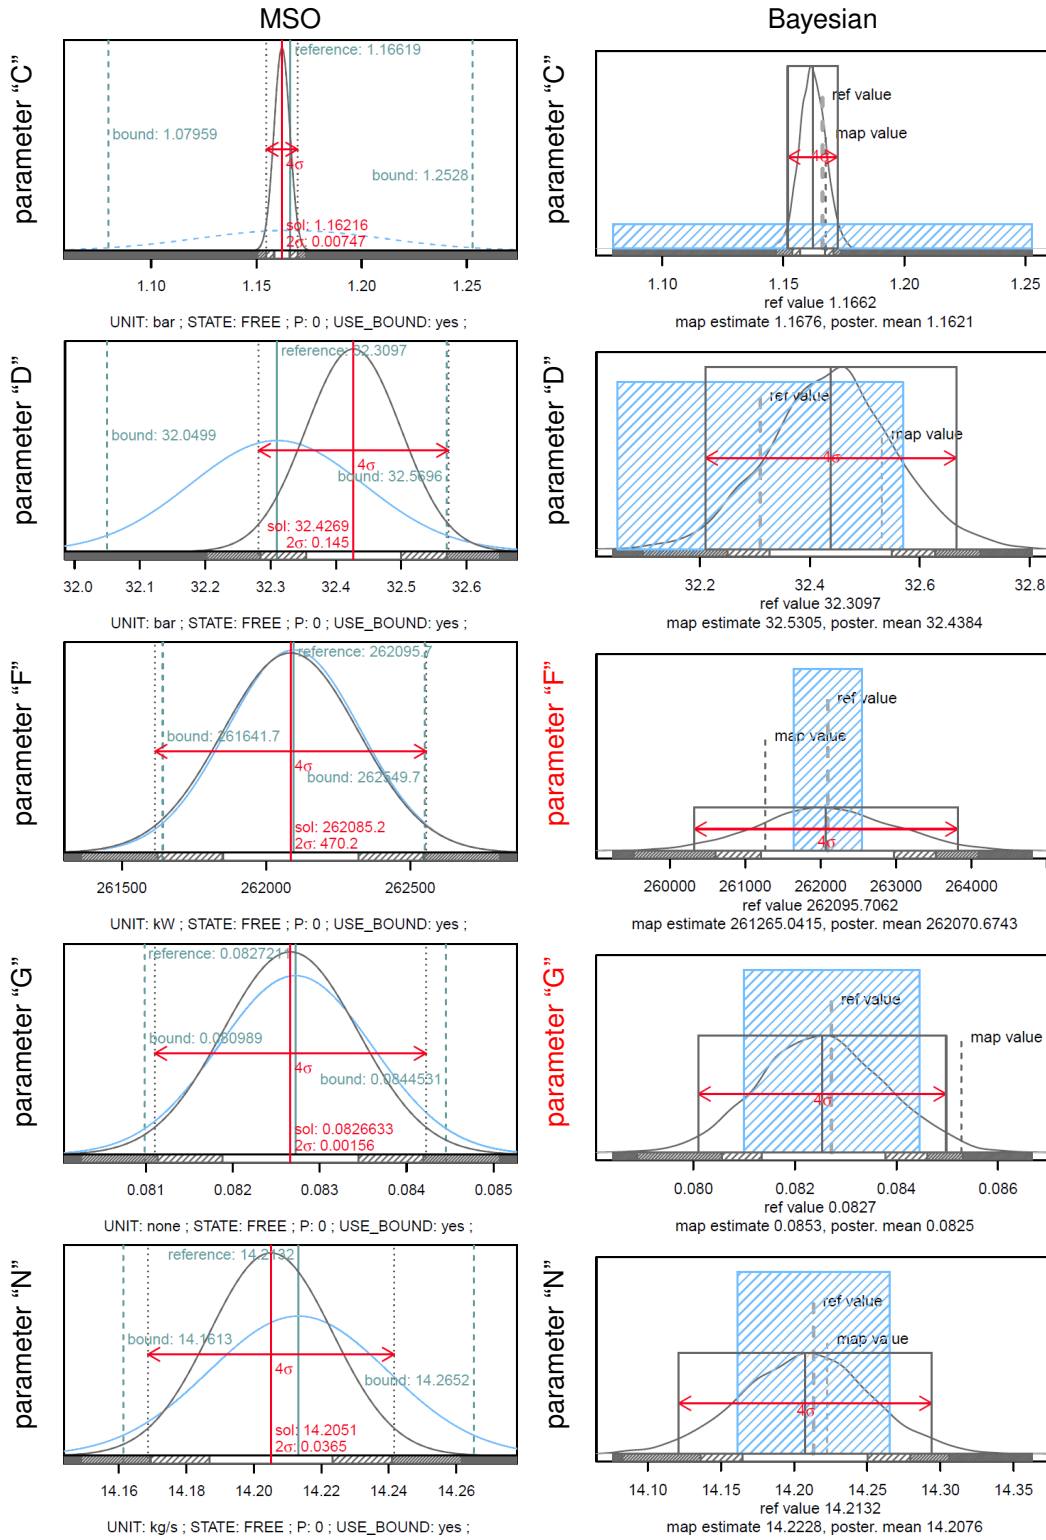 MSO
Bayesian
parameter “C”
reference: 1.16619
bound: 1.07959
bound: 1.2528
4σ
sol: 1.16216
2σ: 0.00747
1.10 1.15 1.20 1.25
UNIT: bar ; STATE: FREE ; P: 0 ; USE_BOUND: yes ;
parameter “C”
ref value
map value
4σ
1.10 1.15 1.20 1.25
ref value 1.1662
map estimate 1.1676, poster. mean 1.1621
parameter “D”
reference: 32.3097
bound: 32.0499
4σ
bound: 32.5696
sol: 32.4269
2σ: 0.145
32.0 32.1 32.2 32.3 32.4 32.5 32.6
UNIT: bar ; STATE: FREE ; P: 0 ; USE_BOUND: yes ;
parameter “D”
ref value
map value
4σ
32.2 32.4 32.6 32.8
ref value 32.3097
map estimate 32.5305, poster. mean 32.4384
parameter “F”
reference: 262095.7
bound: 261641.7
4σ
bound: 262549.7
sol: 262085.2
2σ: 470.2
261500 262000 262500
UNIT: kW ; STATE: FREE ; P: 0 ; USE_BOUND: yes ;
parameter “F”
ref value
map value
4σ
260000 261000 262000 263000 264000
ref value 262095.7062
map estimate 261265.0415, poster. mean 262070.6743
parameter “G”
reference: 0.0827211
bound: 0.080989
4σ
bound: 0.0844531
sol: 0.0826633
2σ: 0.00156
0.081 0.082 0.083 0.084 0.085
UNIT: none ; STATE: FREE ; P: 0 ; USE_BOUND: yes ;
parameter “G”
ref value
map value
4σ
0.080 0.082 0.084 0.086
ref value 0.0827
map estimate 0.0853, poster. mean 0.0825
parameter “N”
reference: 14.2132
bound: 14.1613
4σ
bound: 14.2652
sol: 14.2051
2σ: 0.0365
14.16 14.18 14.20 14.22 14.24 14.26
UNIT: kg/s ; STATE: FREE ; P: 0 ; USE_BOUND: yes ;
parameter “N”
ref value
map value
4σ
14.10 14.15 14.20 14.25 14.30 14.35
ref value 14.2132
map estimate 14.2228, poster. mean 14.2076